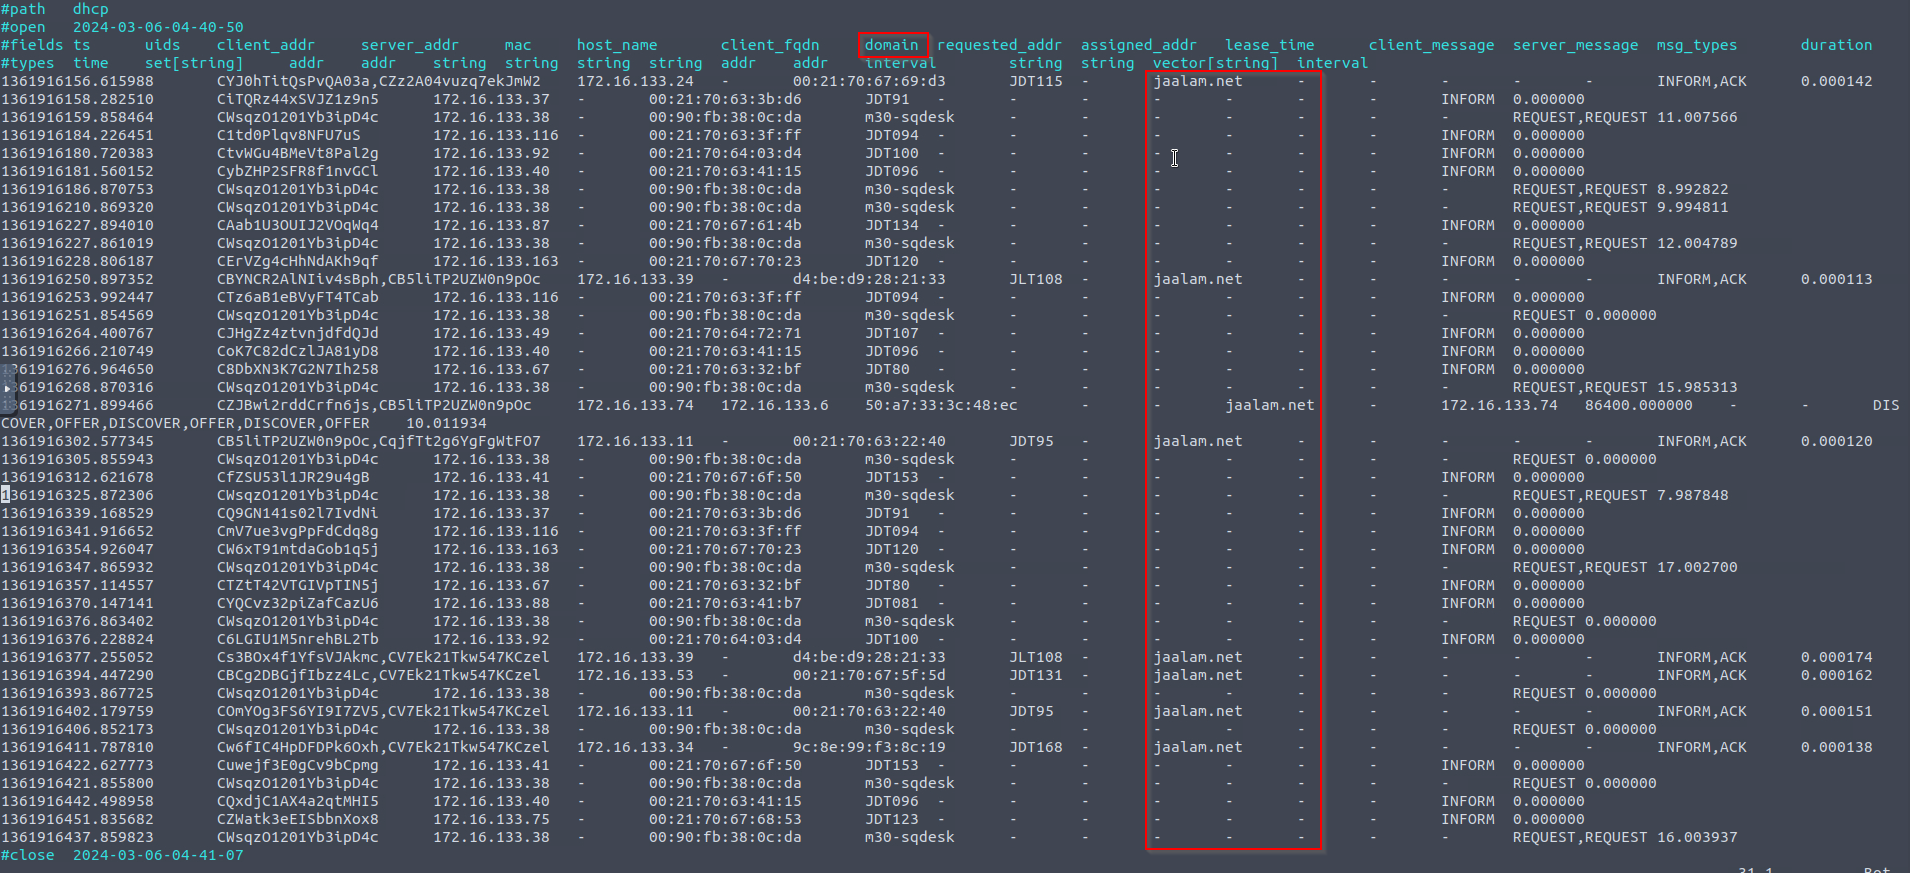 #path dhcp
#open 2024-03-06-04-40-50
#fields ts uids client_addr server_addr mac host_name client_fqdn domain requested_addr assigned_addr lease_time client_message server_message msg_types duration
#types time set[string] addr addr string string string string addr addr interval string string vector[string] interval
1361916156.615988 CYJ0hTitQsPvQA03a,CZz2A04vuzq7ekJmW2 172.16.133.24 - 00:21:70:67:69:d3 JDT115 - jaalam.net - - - - - INFORM,ACK 0.000142
1361916158.282510 CiTQRz44xSVJZ1z9n5 172.16.133.37 - 00:21:70:63:3b:d6 JDT91 - - - - - - - INFORM 0.000000
1361916159.858464 CWsqzO1201Yb3ipD4c 172.16.133.38 - 00:90:fb:38:0c:da m30-sqdesk - - - - - - - REQUEST,REQUEST 11.007566
1361916184.226451 C1td0Plqv8NFU7uS 172.16.133.116 - 00:21:70:63:3f:ff JDT094 - - - - - - - INFORM 0.000000
1361916180.720383 CtvWGu4BMeVt8Pal2g 172.16.133.92 - 00:21:70:64:03:d4 JDT100 - - - - - - - INFORM 0.000000
1361916181.560152 CybZHP2SFR8f1nvGCl 172.16.133.40 - 00:21:70:63:41:15 JDT096 - - - - - - - INFORM 0.000000
1361916186.870753 CWsqzO1201Yb3ipD4c 172.16.133.38 - 00:90:fb:38:0c:da m30-sqdesk - - - - - - - REQUEST,REQUEST 8.992822
1361916210.869320 CWsqzO1201Yb3ipD4c 172.16.133.38 - 00:90:fb:38:0c:da m30-sqdesk - - - - - - - REQUEST,REQUEST 9.994811
1361916227.894010 CAab1U3OUIJ2VOqWq4 172.16.133.87 - 00:21:70:67:61:4b JDT134 - - - - - - - INFORM 0.000000
1361916227.861019 CWsqzO1201Yb3ipD4c 172.16.133.38 - 00:90:fb:38:0c:da m30-sqdesk - - - - - - - REQUEST,REQUEST 12.004789
1361916228.806187 CErVZg4cHhNdAKh9qf 172.16.133.163 - 00:21:70:67:70:23 JDT120 - - - - - - - INFORM 0.000000
1361916250.897352 CBYNCR2AlNIiv4sBph,CB5liTP2UZW0n9pOc 172.16.133.39 - d4:be:d9:28:21:33 JLT108 - jaalam.net - - - - - INFORM,ACK 0.000113
1361916253.992447 CTz6aB1eBVyFT4TCab 172.16.133.116 - 00:21:70:63:3f:ff JDT094 - - - - - - - INFORM 0.000000
1361916251.854569 CWsqzO1201Yb3ipD4c 172.16.133.38 - 00:90:fb:38:0c:da m30-sqdesk - - - - - - - REQUEST 0.000000
1361916264.400767 CJHgZz4ztvnjdfdQJd 172.16.133.49 - 00:21:70:64:72:71 JDT107 - - - - - - - INFORM 0.000000
1361916266.210749 CoK7C82dCzlJA81yD8 172.16.133.40 - 00:21:70:63:41:15 JDT096 - - - - - - - INFORM 0.000000
1361916276.964650 C8DbXN3K7G2N7Ih258 172.16.133.67 - 00:21:70:63:32:bf JDT80 - - - - - - - INFORM 0.000000
1361916268.870316 CWsqzO1201Yb3ipD4c 172.16.133.38 - 00:90:fb:38:0c:da m30-sqdesk - - - - - - - REQUEST,REQUEST 15.985313
1361916271.899466 CZJBwi2rddCrfn6js,CB5liTP2UZW0n9pOc 172.16.133.74 172.16.133.6 50:a7:33:3c:48:ec - - jaalam.net - 172.16.133.74 86400.000000 - - DIS
COVER,OFFER,DISCOVER,OFFER,DISCOVER,OFFER 10.011934
1361916302.577345 CB5liTP2UZW0n9pOc,CqjfTt2g6YgFgWtFO7 172.16.133.11 - 00:21:70:63:22:40 JDT95 - jaalam.net - - - - - INFORM,ACK 0.000120
1361916305.855943 CWsqzO1201Yb3ipD4c 172.16.133.38 - 00:90:fb:38:0c:da m30-sqdesk - - - - - - - REQUEST 0.000000
1361916312.621678 CfZSU53l1JR29u4gB 172.16.133.41 - 00:21:70:67:6f:50 JDT153 - - - - - - - INFORM 0.000000
1361916325.872306 CWsqzO1201Yb3ipD4c 172.16.133.38 - 00:90:fb:38:0c:da m30-sqdesk - - - - - - - REQUEST,REQUEST 7.987848
1361916339.168529 CQ9GN141s02l7IvdNi 172.16.133.37 - 00:21:70:63:3b:d6 JDT91 - - - - - - - INFORM 0.000000
1361916341.916652 CmV7ue3vgPpFdCdq8g 172.16.133.116 - 00:21:70:63:3f:ff JDT094 - - - - - - - INFORM 0.000000
1361916354.926047 CW6xT91mtdaGob1q5j 172.16.133.163 - 00:21:70:67:70:23 JDT120 - - - - - - - INFORM 0.000000
1361916347.865932 CWsqzO1201Yb3ipD4c 172.16.133.38 - 00:90:fb:38:0c:da m30-sqdesk - - - - - - - REQUEST,REQUEST 17.002700
1361916357.114557 CTZtT42VTGIVpTIN5j 172.16.133.67 - 00:21:70:63:32:bf JDT80 - - - - - - - INFORM 0.000000
1361916370.147141 CYQCvz32piZafCazU6 172.16.133.88 - 00:21:70:63:41:b7 JDT081 - - - - - - - INFORM 0.000000
1361916376.863402 CWsqzO1201Yb3ipD4c 172.16.133.38 - 00:90:fb:38:0c:da m30-sqdesk - - - - - - - REQUEST 0.000000
1361916376.228824 C6LGIU1M5nrehBL2Tb 172.16.133.92 - 00:21:70:64:03:d4 JDT100 - - - - - - - INFORM 0.000000
1361916377.255052 Cs3BOx4f1YfsVJAkmc,CV7Ek21Tkw547KCzel 172.16.133.39 - d4:be:d9:28:21:33 JLT108 - jaalam.net - - - - - INFORM,ACK 0.000174
1361916394.447290 CBCg2DBGjfIbzz4Lc,CV7Ek21Tkw547KCzel 172.16.133.53 - 00:21:70:67:5f:5d JDT131 - jaalam.net - - - - - INFORM,ACK 0.000162
1361916393.867725 CWsqzO1201Yb3ipD4c 172.16.133.38 - 00:90:fb:38:0c:da m30-sqdesk - - - - - - - REQUEST 0.000000
1361916402.179759 COmYOg3FS6YI9I7ZV5,CV7Ek21Tkw547KCzel 172.16.133.11 - 00:21:70:63:22:40 JDT95 - jaalam.net - - - - - INFORM,ACK 0.000151
1361916406.852173 CWsqzO1201Yb3ipD4c 172.16.133.38 - 00:90:fb:38:0c:da m30-sqdesk - - - - - - - REQUEST 0.000000
1361916411.787810 Cw6fIC4HpDFDPk6Oxh,CV7Ek21Tkw547KCzel 172.16.133.34 - 9c:8e:99:f3:8c:19 JDT168 - jaalam.net - - - - - INFORM,ACK 0.000138
1361916422.627773 Cuwejf3E0gCv9bCpmg 172.16.133.41 - 00:21:70:67:6f:50 JDT153 - - - - - - - INFORM 0.000000
1361916421.855800 CWsqzO1201Yb3ipD4c 172.16.133.38 - 00:90:fb:38:0c:da m30-sqdesk - - - - - - - REQUEST 0.000000
1361916442.498958 CQxdjC1AX4a2qtMHI5 172.16.133.40 - 00:21:70:63:41:15 JDT096 - - - - - - - INFORM 0.000000
1361916451.835682 CZWatk3eEISbbnXox8 172.16.133.75 - 00:21:70:67:68:53 JDT123 - - - - - - - INFORM 0.000000
1361916437.859823 CWsqzO1201Yb3ipD4c 172.16.133.38 - 00:90:fb:38:0c:da m30-sqdesk - - - - - - - REQUEST,REQUEST 16.003937
#close 2024-03-06-04-41-07